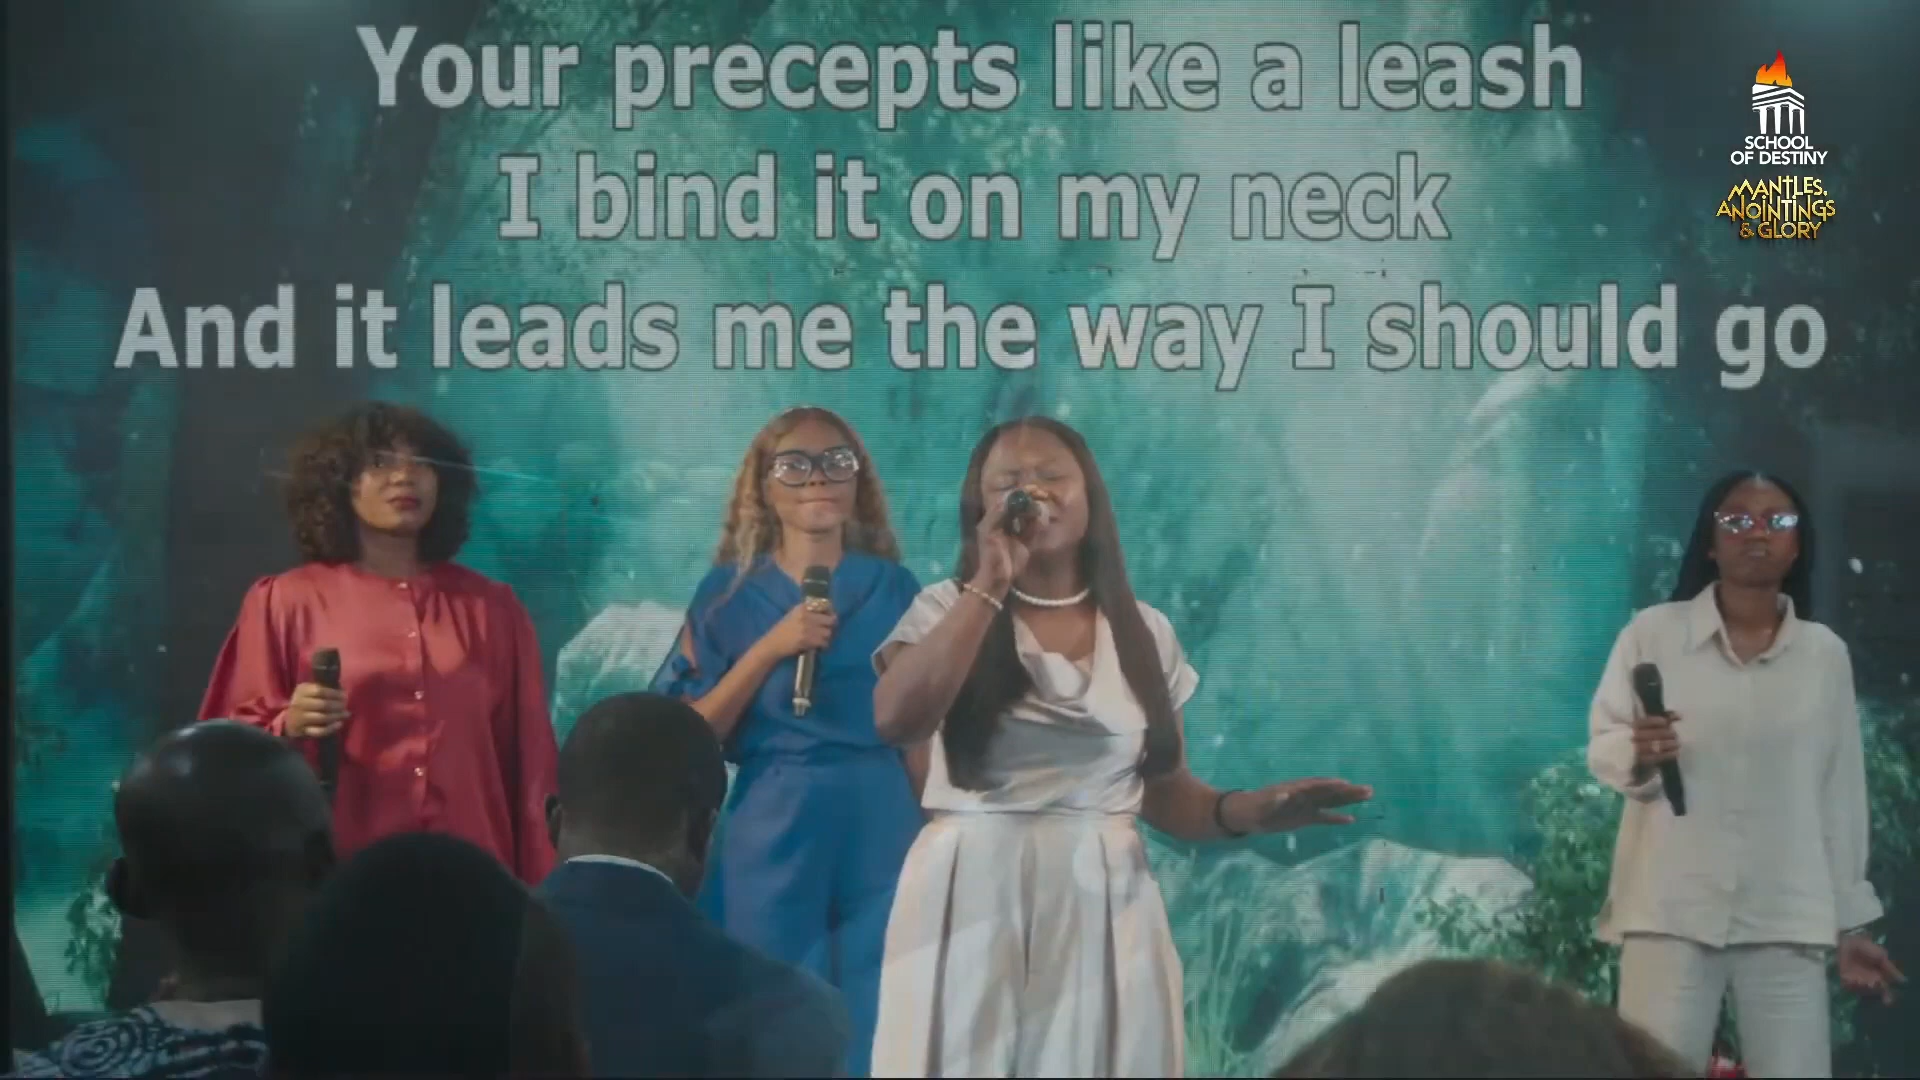 Your precepts like a leash
I bind it on my neck
And it leads me the way I should go
SCHOOL
OF DESTINY
MANTLES,
ANOINTINGS
& GLORY